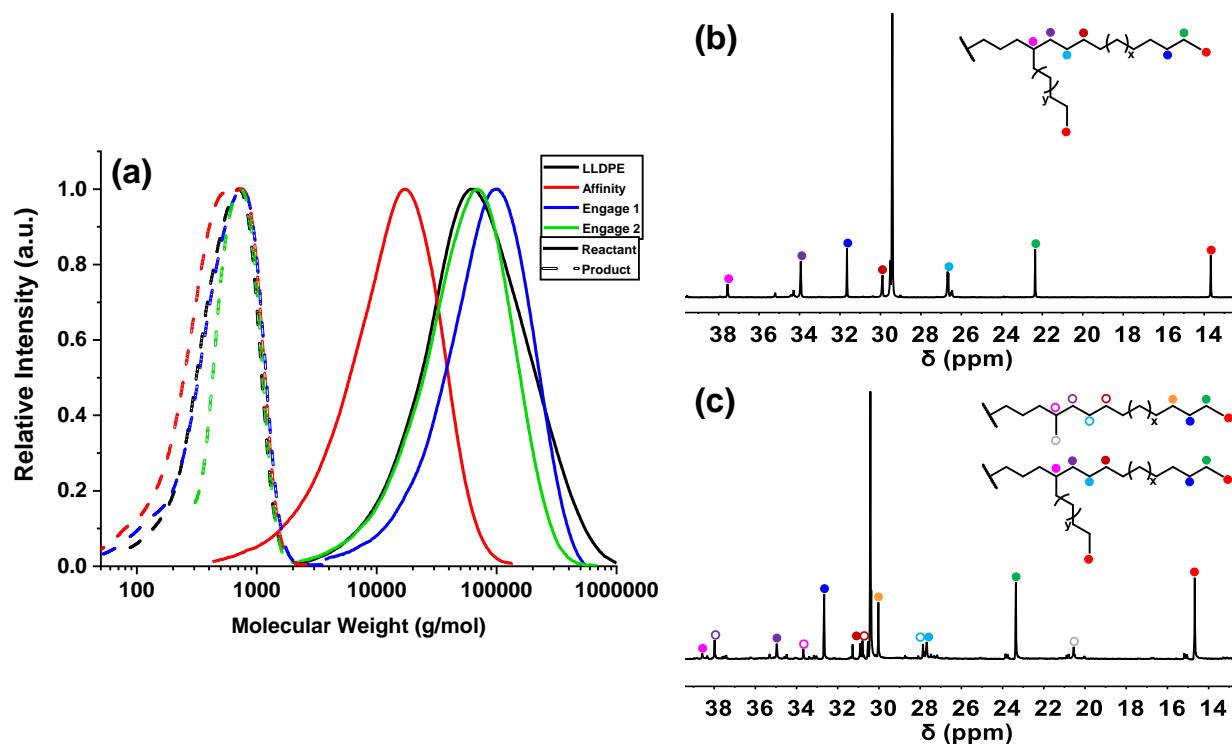 (a)
LLDPE
Affinity
Engage 1
Engage 2
Reactant
Product
Relative Intensity (a.u.)
1.0
0.8
0.6
0.4
0.2
0.0
100 1000 10000 100000 1000000
Molecular Weight (g/mol)
(b)
x
y
38 36 34 32 30 28 26 24 22 20 18 16 14
δ (ppm)
(c)
x
x
y
38 36 34 32 30 28 26 24 22 20 18 16 14
δ (ppm)